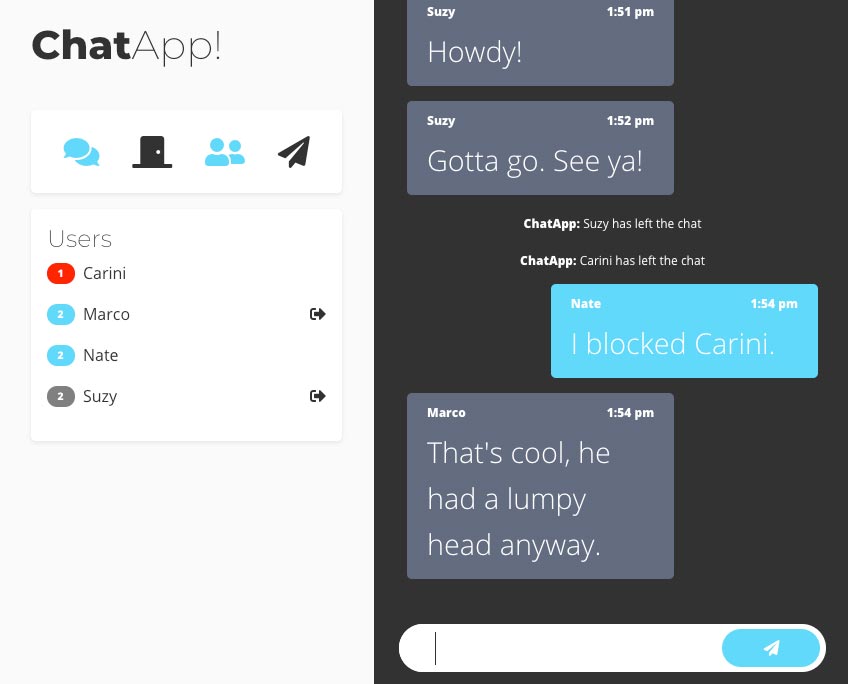 ChatApp!
Users
1 Carini
2 Marco
2 Nate
2 Suzy
Suzy 1:51 pm
Howdy!
Suzy 1:52 pm
Gotta go. See ya!
ChatApp: Suzy has left the chat
ChatApp: Carini has left the chat
Nate 1:54 pm
I blocked Carini.
Marco 1:54 pm
That's cool, he
had a lumpy
head anyway.